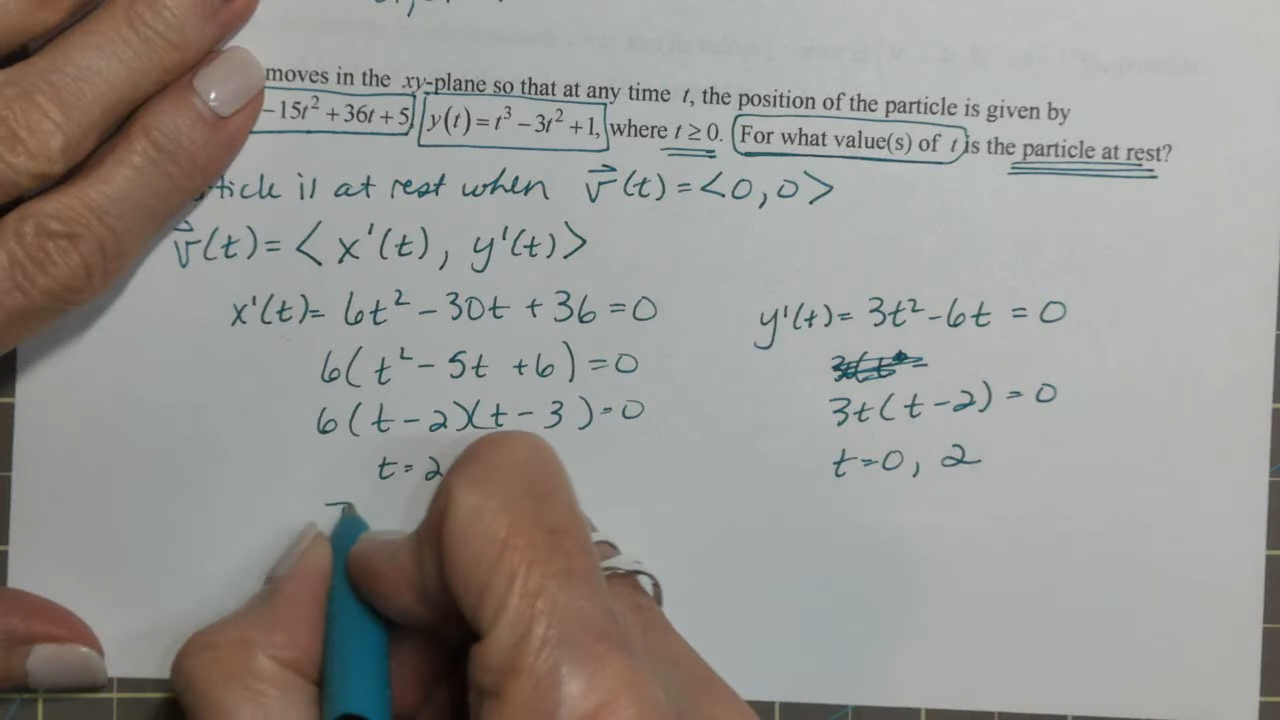 moves in the xy-plane so that at any time t, the position of the particle is given by
−15t² + 36t + 5, y(t) = t³ − 3t² + 1, where t ≥ 0. For what value(s) of t is the particle at rest?
is at rest when v⃗(t) = <0,0>
v⃗(t) = <x'(t), y'(t)>
x'(t) = 6t² − 30t + 36 = 0
6(t² − 5t + 6) = 0
6(t − 2)(t − 3) = 0
t = 2
y'(t) = 3t² − 6t = 0
3t(t − 2) = 0
t = 0, 2